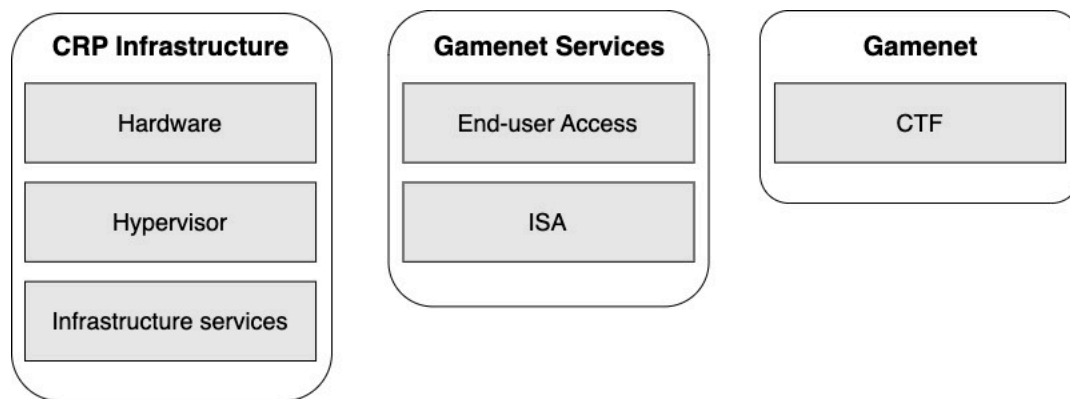 CRP Infrastructure
Hardware
Hypervisor
Infrastructure services
Gamenet Services
End-user Access
ISA
Gamenet
CTF